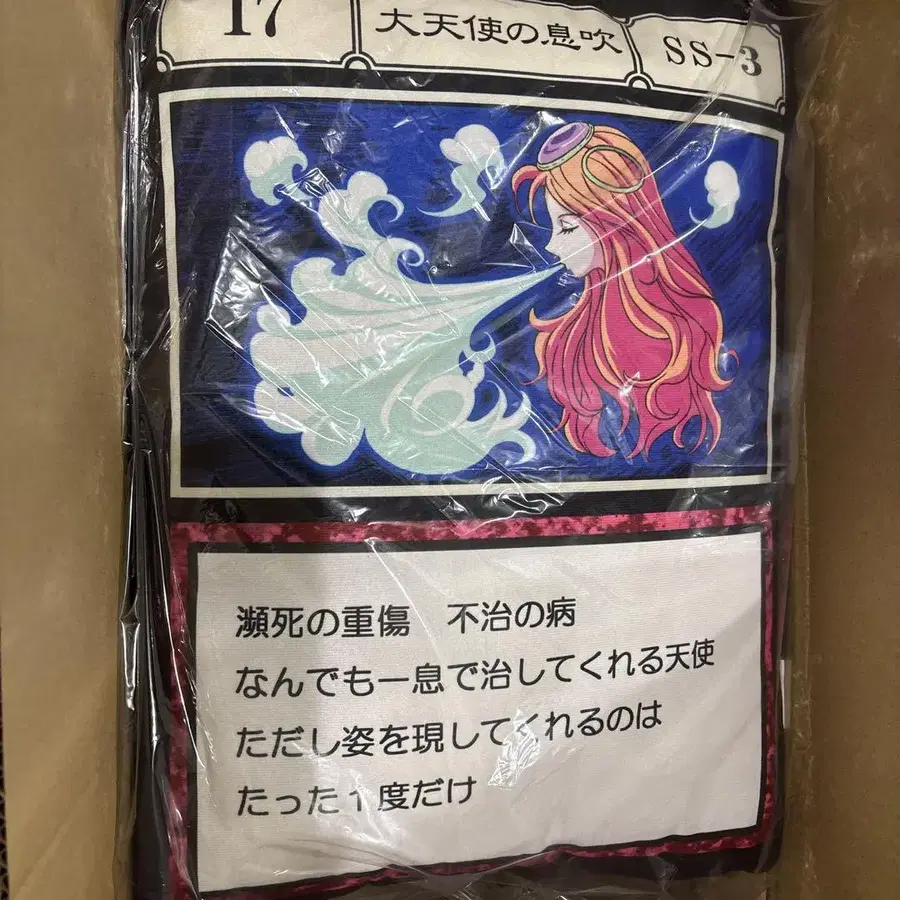 17 大天使の息吹 SS-3
瀕死の重傷　不治の病
なんでも一息で治してくれる天使
ただし姿を現してくれるのは
たった1度だけ